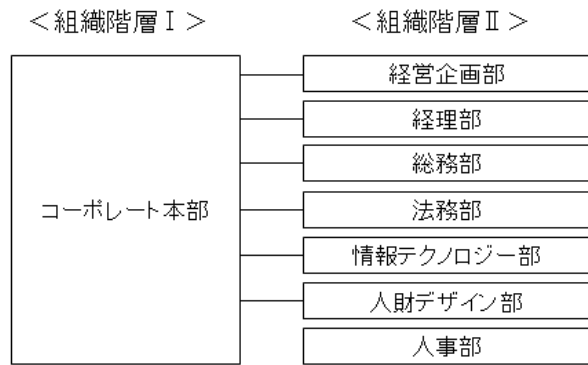 <組織階層Ⅰ>
<組織階層Ⅱ>
コーポレート本部
経営企画部
経理部
総務部
法務部
情報テクノロジー部
人財デザイン部
人事部